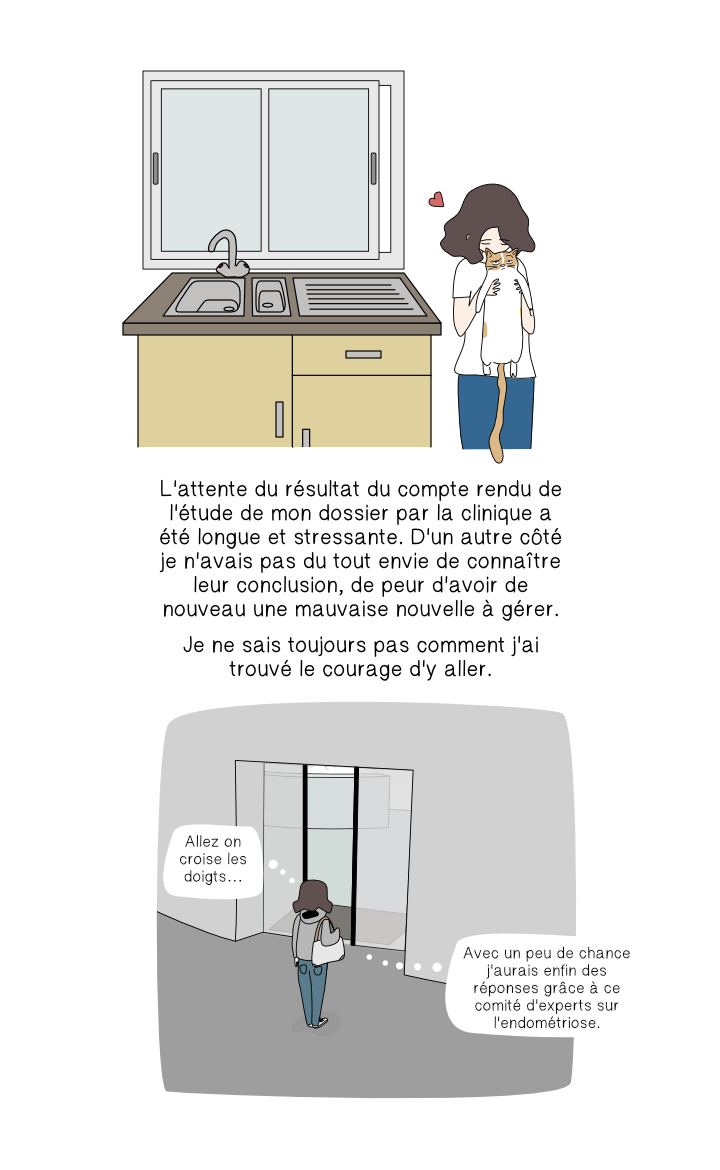 L'attente du résultat du compte rendu de
l'étude de mon dossier par la clinique a
été longue et stressante. D'un autre côté
je n'avais pas du tout envie de connaître
leur conclusion, de peur d'avoir de
nouveau une mauvaise nouvelle à gérer.
Je ne sais toujours pas comment j'ai
trouvé le courage d'y aller.
Allez on
croise les
doigts...
Avec un peu de chance
j'aurais enfin des
réponses grâce à ce
comité d'experts sur
l'endométriose.